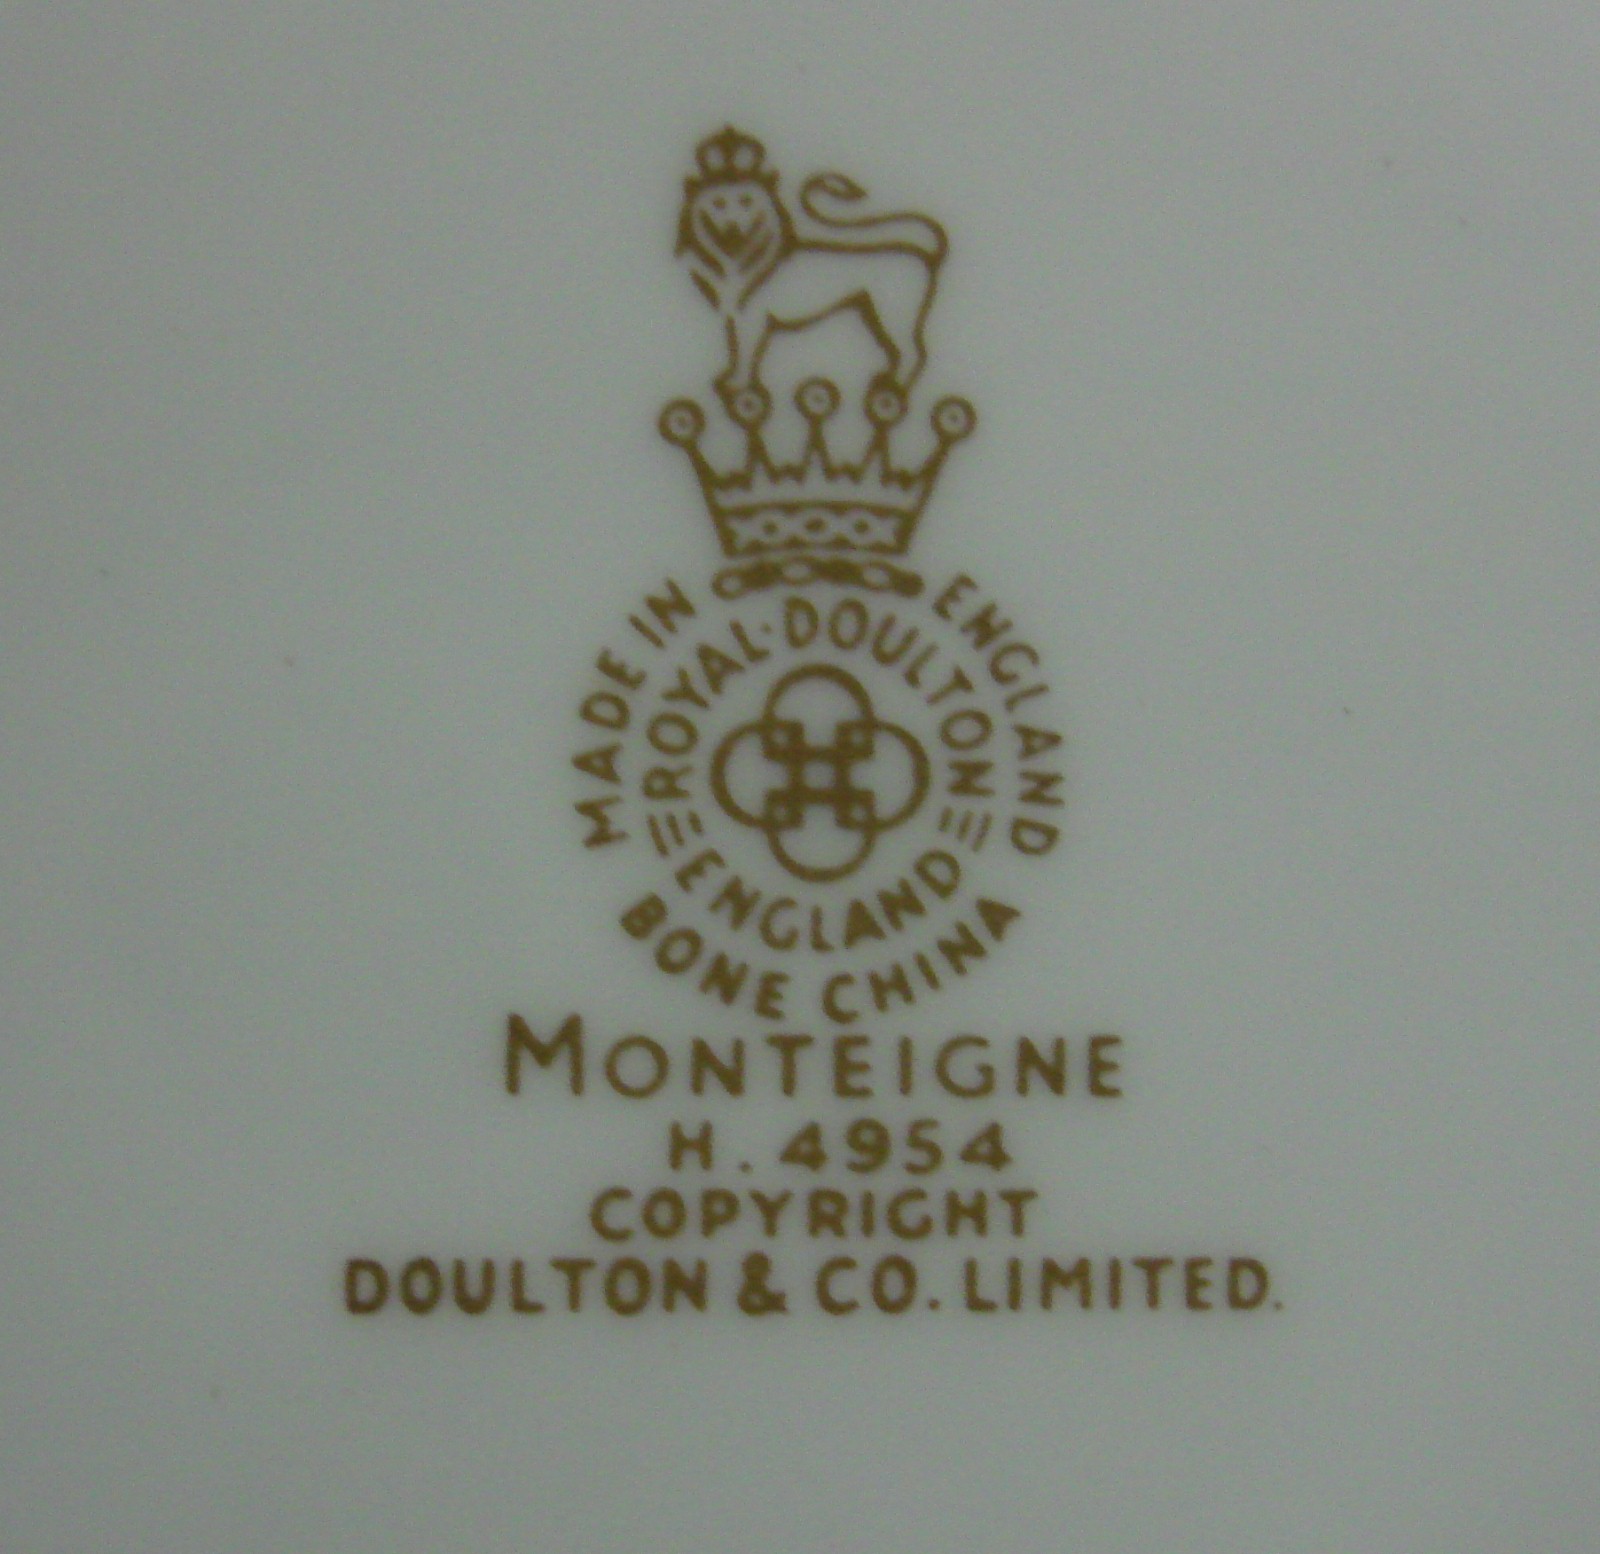 MADE IN ENGLAND
ROYAL·DOULTON
ENGLAND
BONE CHINA
MONTEIGNE
H. 4954
COPYRIGHT
DOULTON & CO. LIMITED.